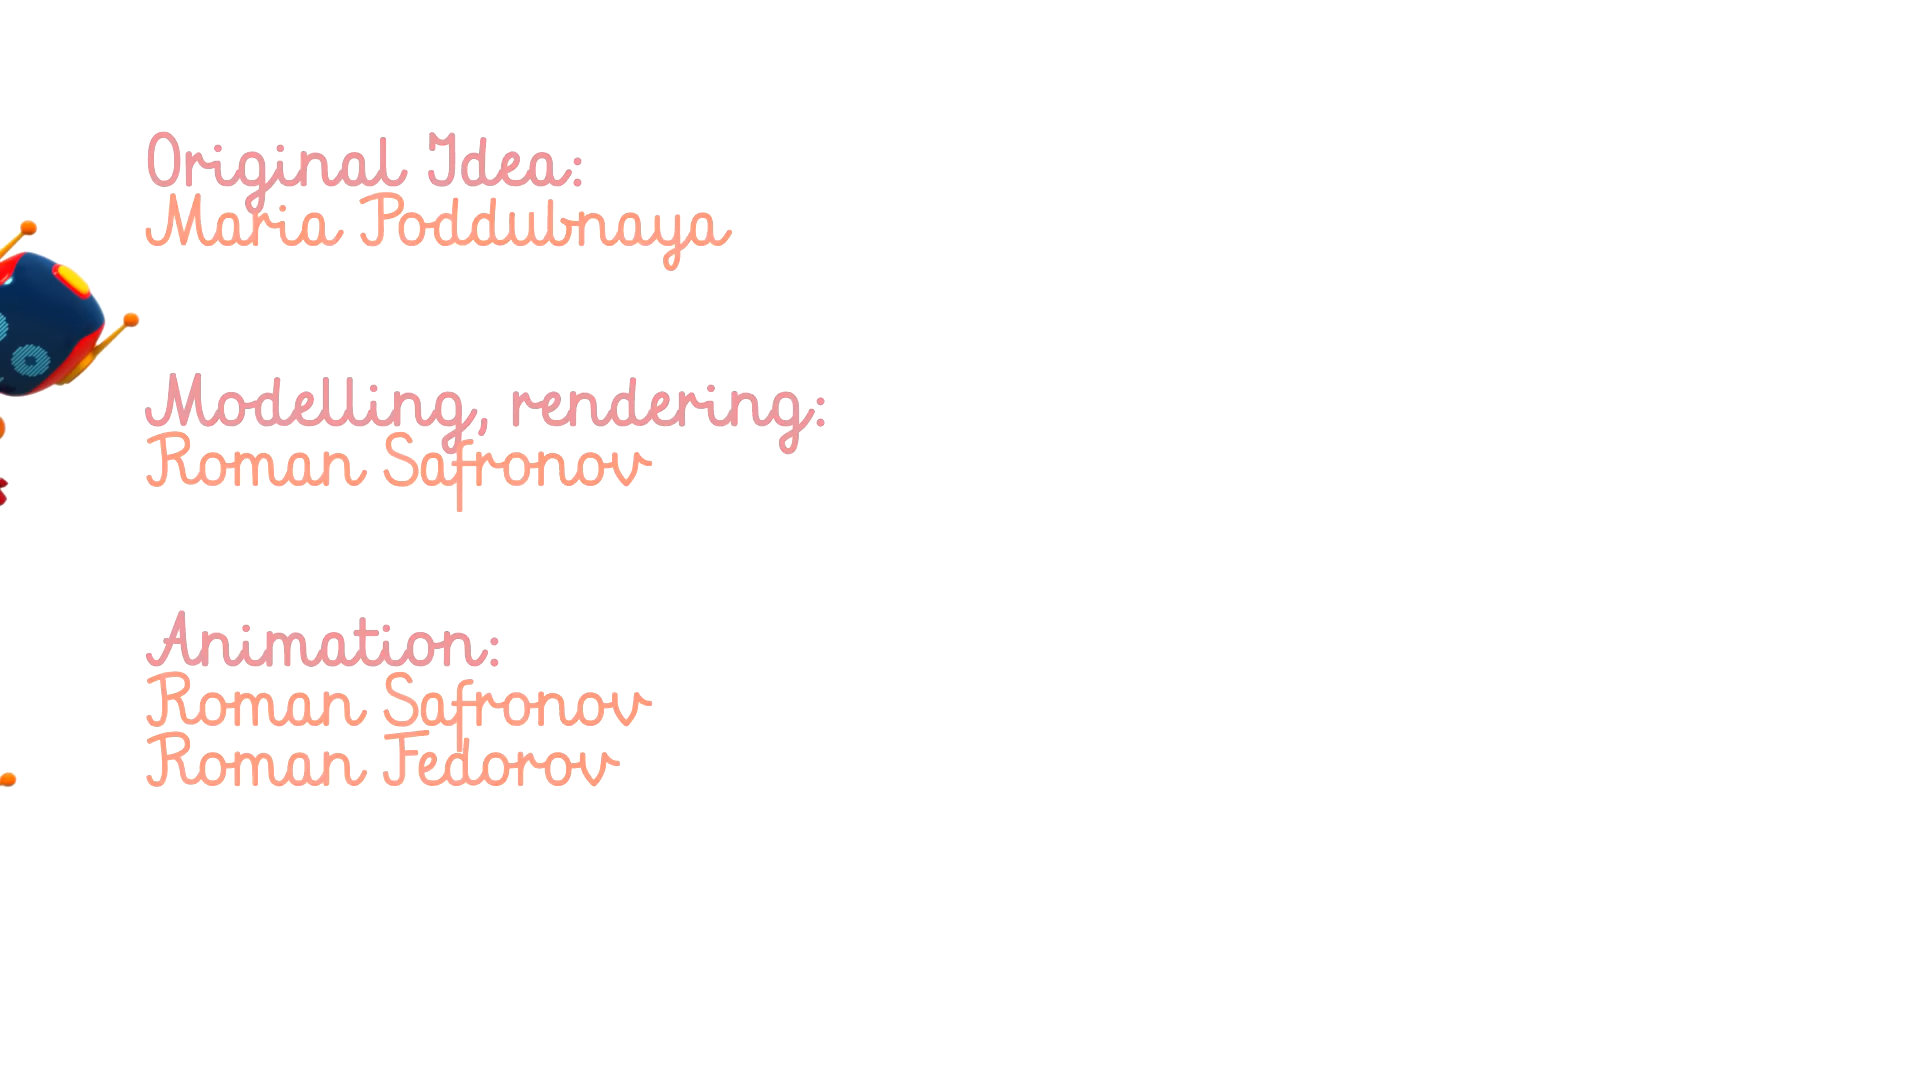 Original Idea:
Maria Poddubnaya
Modelling, rendering:
Roman Safronov
Animation:
Roman Safronov
Roman Fedorov